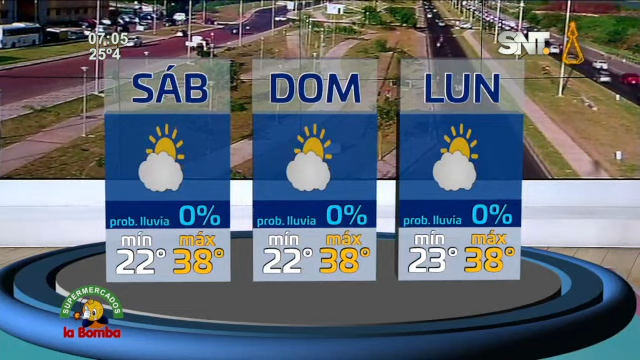 07:05
25°4
SNT
SÁB
DOM
LUN
prob. lluvia 0%
prob. lluvia 0%
prob. lluvia 0%
mín máx
22° 38°
mín máx
22° 38°
mín máx
23° 38°
SUPERMERCADOS
la Bomba